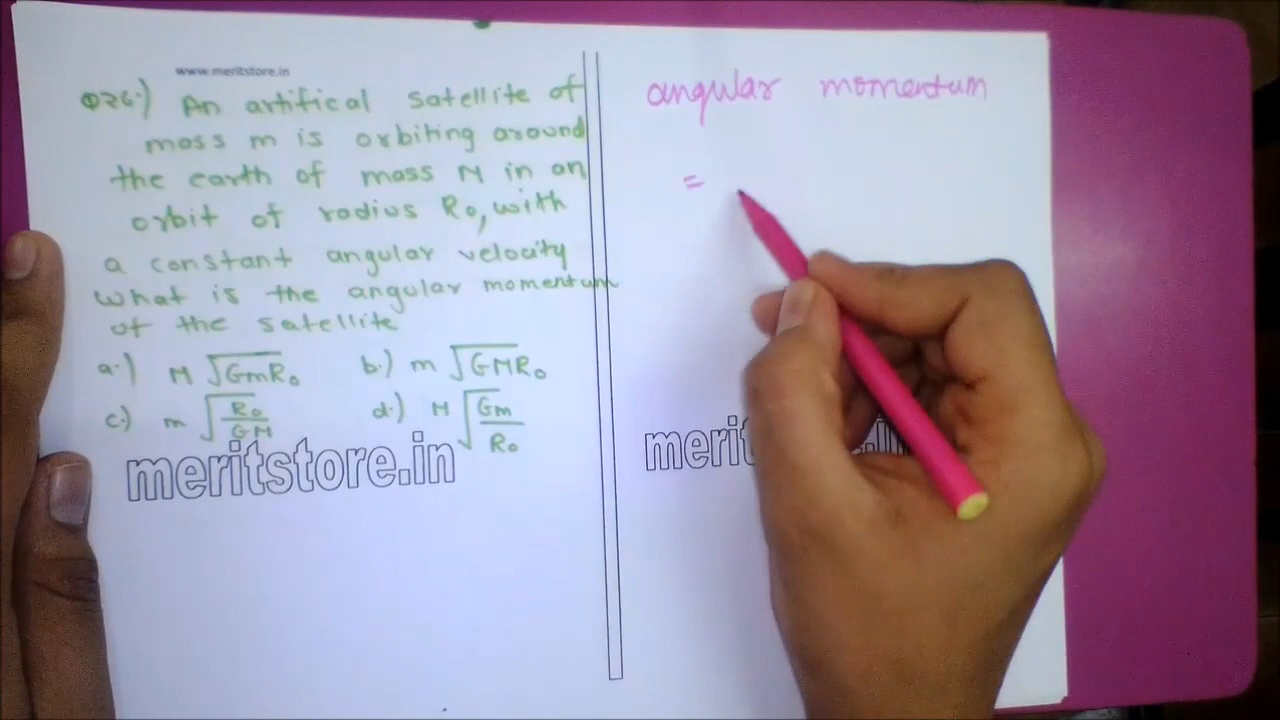 www.meritstore.in
Q26.) An artifical satellite of
mass m is orbiting around
the earth of mass M in an
orbit of radius R₀, with
a constant angular velocity
What is the angular momentum
of the satellite
a.) M √GmR₀ b.) m √GMR₀
c.) m √R₀/GM d.) M √Gm/R₀
meritstore.in
angular momentum
=